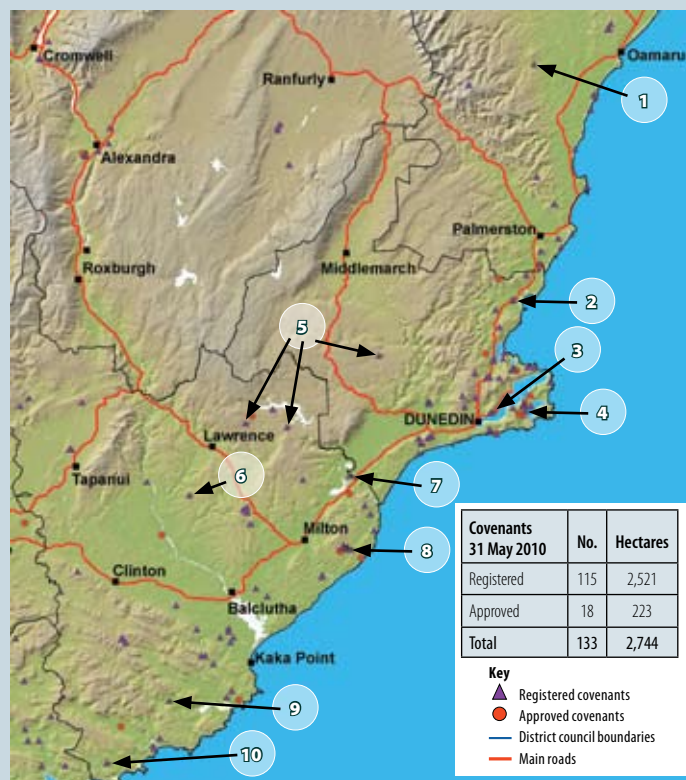 Cromwell
Oamaru
Ranfurly
1
Alexandra
Palmerston
Roxburgh
Middlemarch
2
5
3
DUNEDIN
4
Lawrence
Tapanui
6
7
Milton
8
Clinton
Balclutha
Kaka Point
9
10
Covenants
31 May 2010 No. Hectares
Registered 115 2,521
Approved 18 223
Total 133 2,744
Key
Registered covenants
Approved covenants
District council boundaries
Main roads